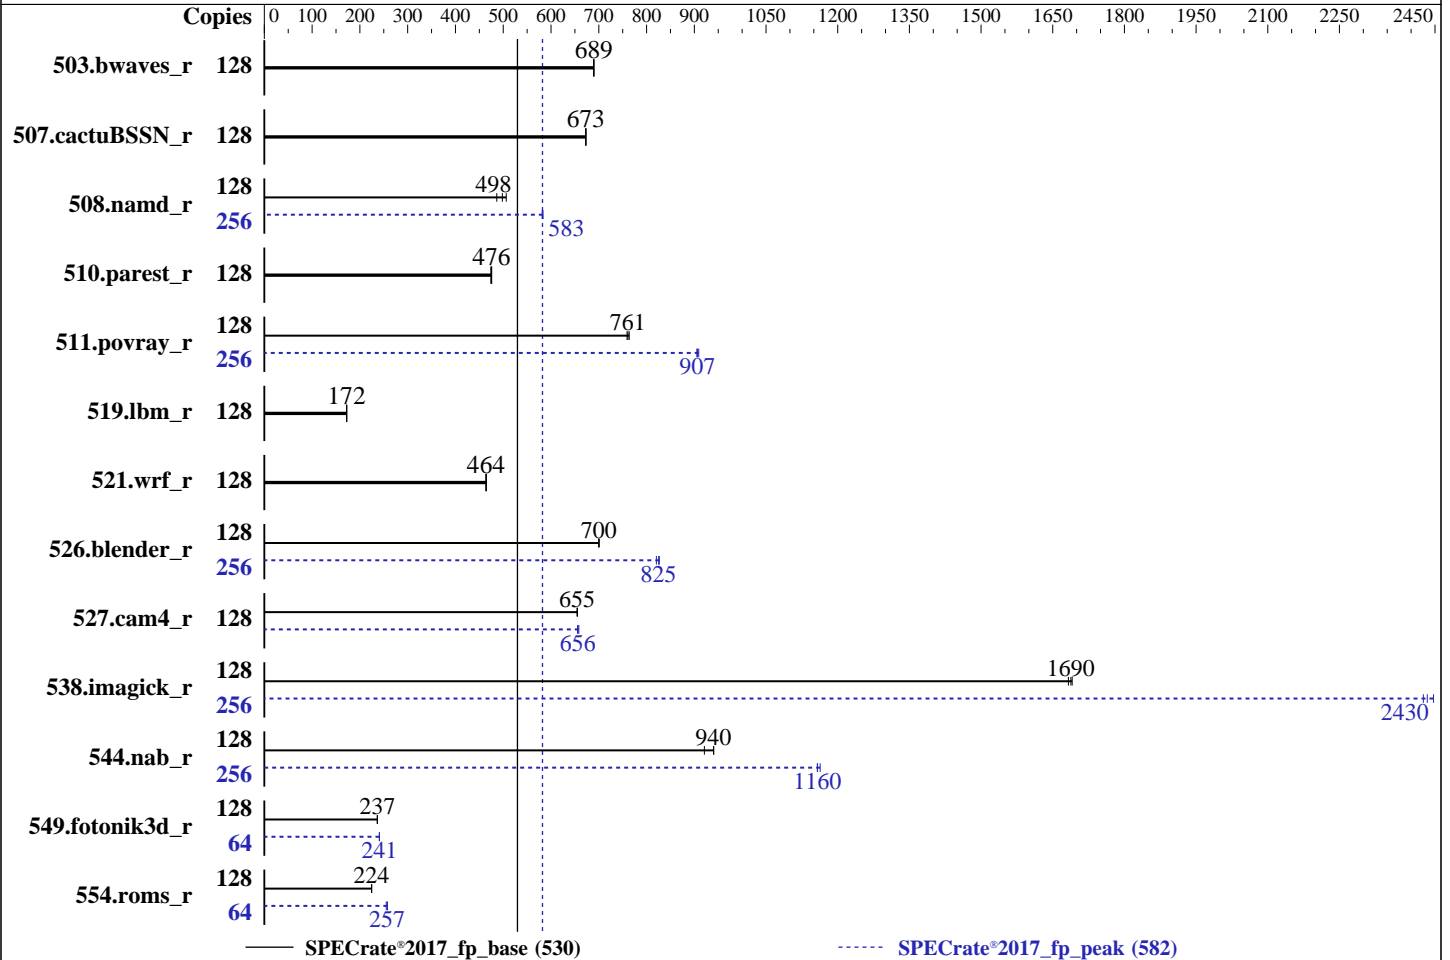 Copies 0 100 200 300 400 500 600 700 800 900 1050 1200 1350 1500 1650 1800 1950 2100 2250 2450
503.bwaves_r 128 689
507.cactuBSSN_r 128 673
508.namd_r 128 498
256 583
510.parest_r 128 476
511.povray_r 128 761
256 907
519.lbm_r 128 172
521.wrf_r 128 464
526.blender_r 128 700
256 825
527.cam4_r 128 655
656
538.imagick_r 128 1690
256 2430
544.nab_r 128 940
256 1160
549.fotonik3d_r 128 237
64 241
554.roms_r 128 224
64 257
SPECrate®2017_fp_base (530)
SPECrate®2017_fp_peak (582)